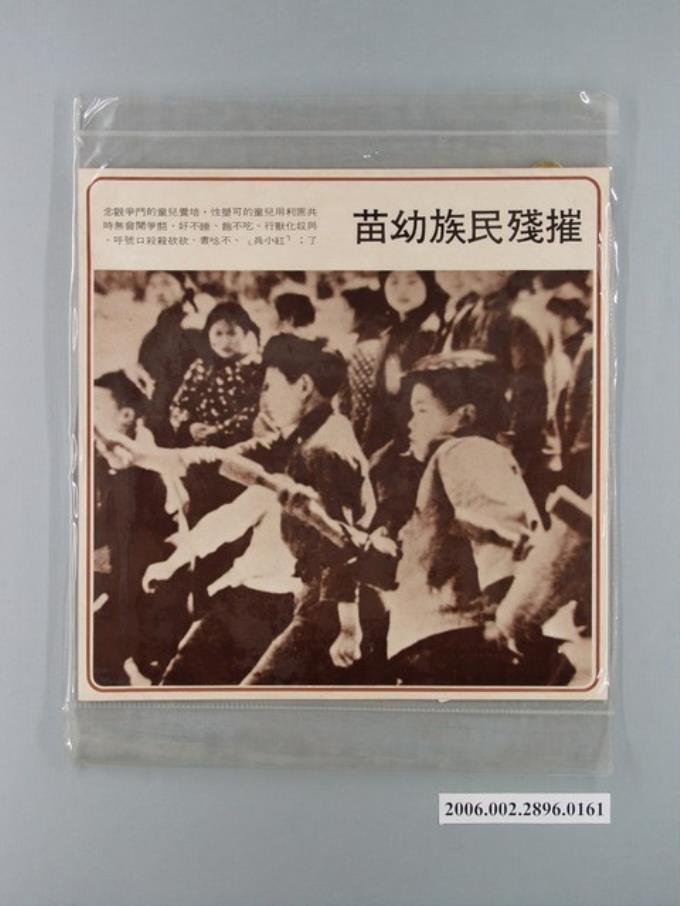 摧殘民族幼苗
共匪利用兒童的可塑性，培養兒童的鬥爭觀念
與奴化獸行。吃不飽、睡不好、鬪爭開會無時
了；「紅小兵」、不唸書、砍砍殺殺口號呼。
2006.002.2896.0161